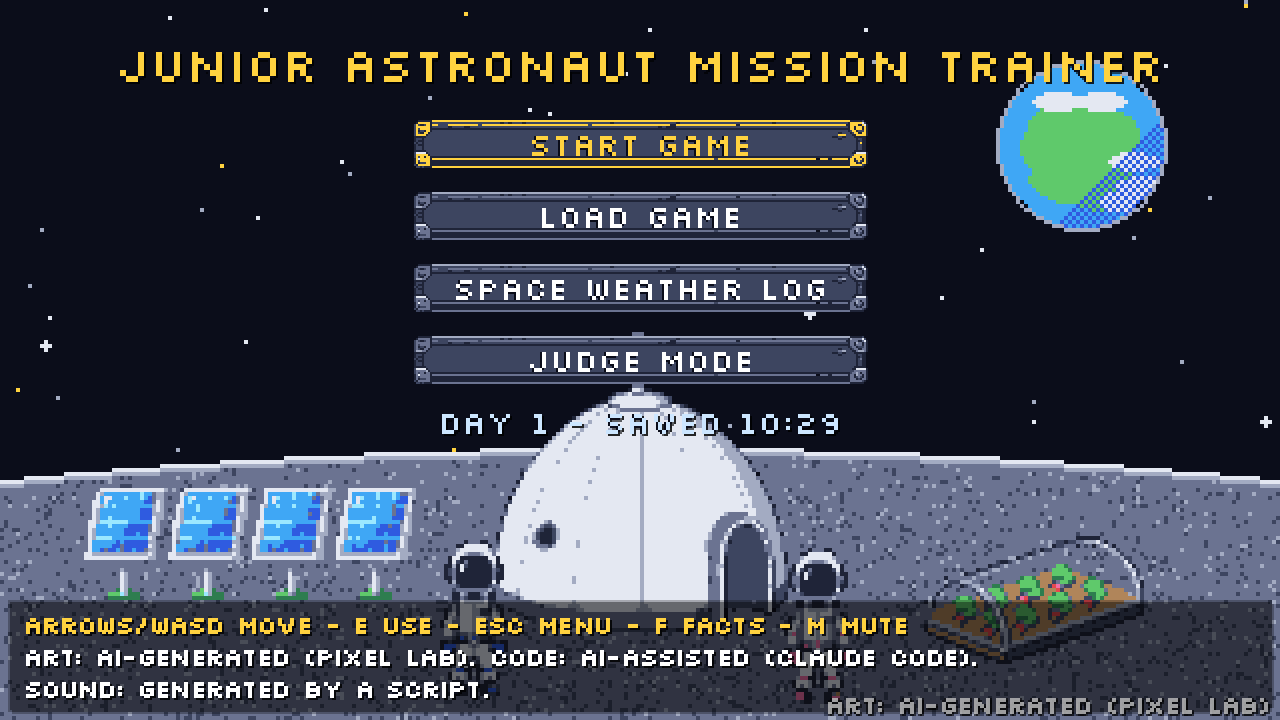 JUNIOR ASTRONAUT MISSION TRAINER
START GAME
LOAD GAME
SPACE WEATHER LOG
JUDGE MODE
DAY 1 - SAVED 10:29
ARROWS/WASD MOVE - E USE - ESC MENU - F FACTS - M MUTE
ART: AI-GENERATED (PIXEL LAB). CODE: AI-ASSISTED (CLAUDE CODE).
SOUND: GENERATED BY A SCRIPT.
ART: AI-GENERATED (PIXEL LAB)